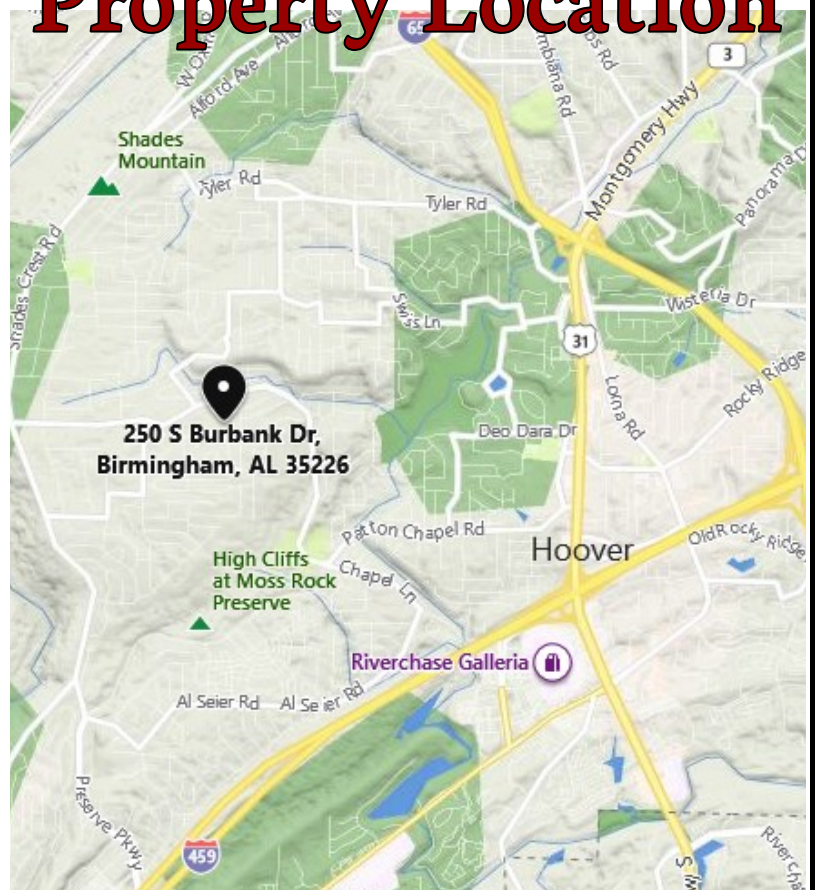 Property Location
65
3
W Oxmo
Alford Ave
Shades
Mountain
Tyler Rd
Tyler Rd
Montgomery Hwy
Shades Crest Rd
Swiss Ln
Wisteria Dr
31
Lorna Rd
Rocky Ridge
250 S Burbank Dr,
Birmingham, AL 35226
Deo Dara Dr
Patton Chapel Rd
Hoover
Old Rocky Ridge
High Cliffs
at Moss Rock
Preserve
Chapel Ln
Riverchase Galleria
Al Seier Rd
Al Seier Rd
Preserve Pkwy
459